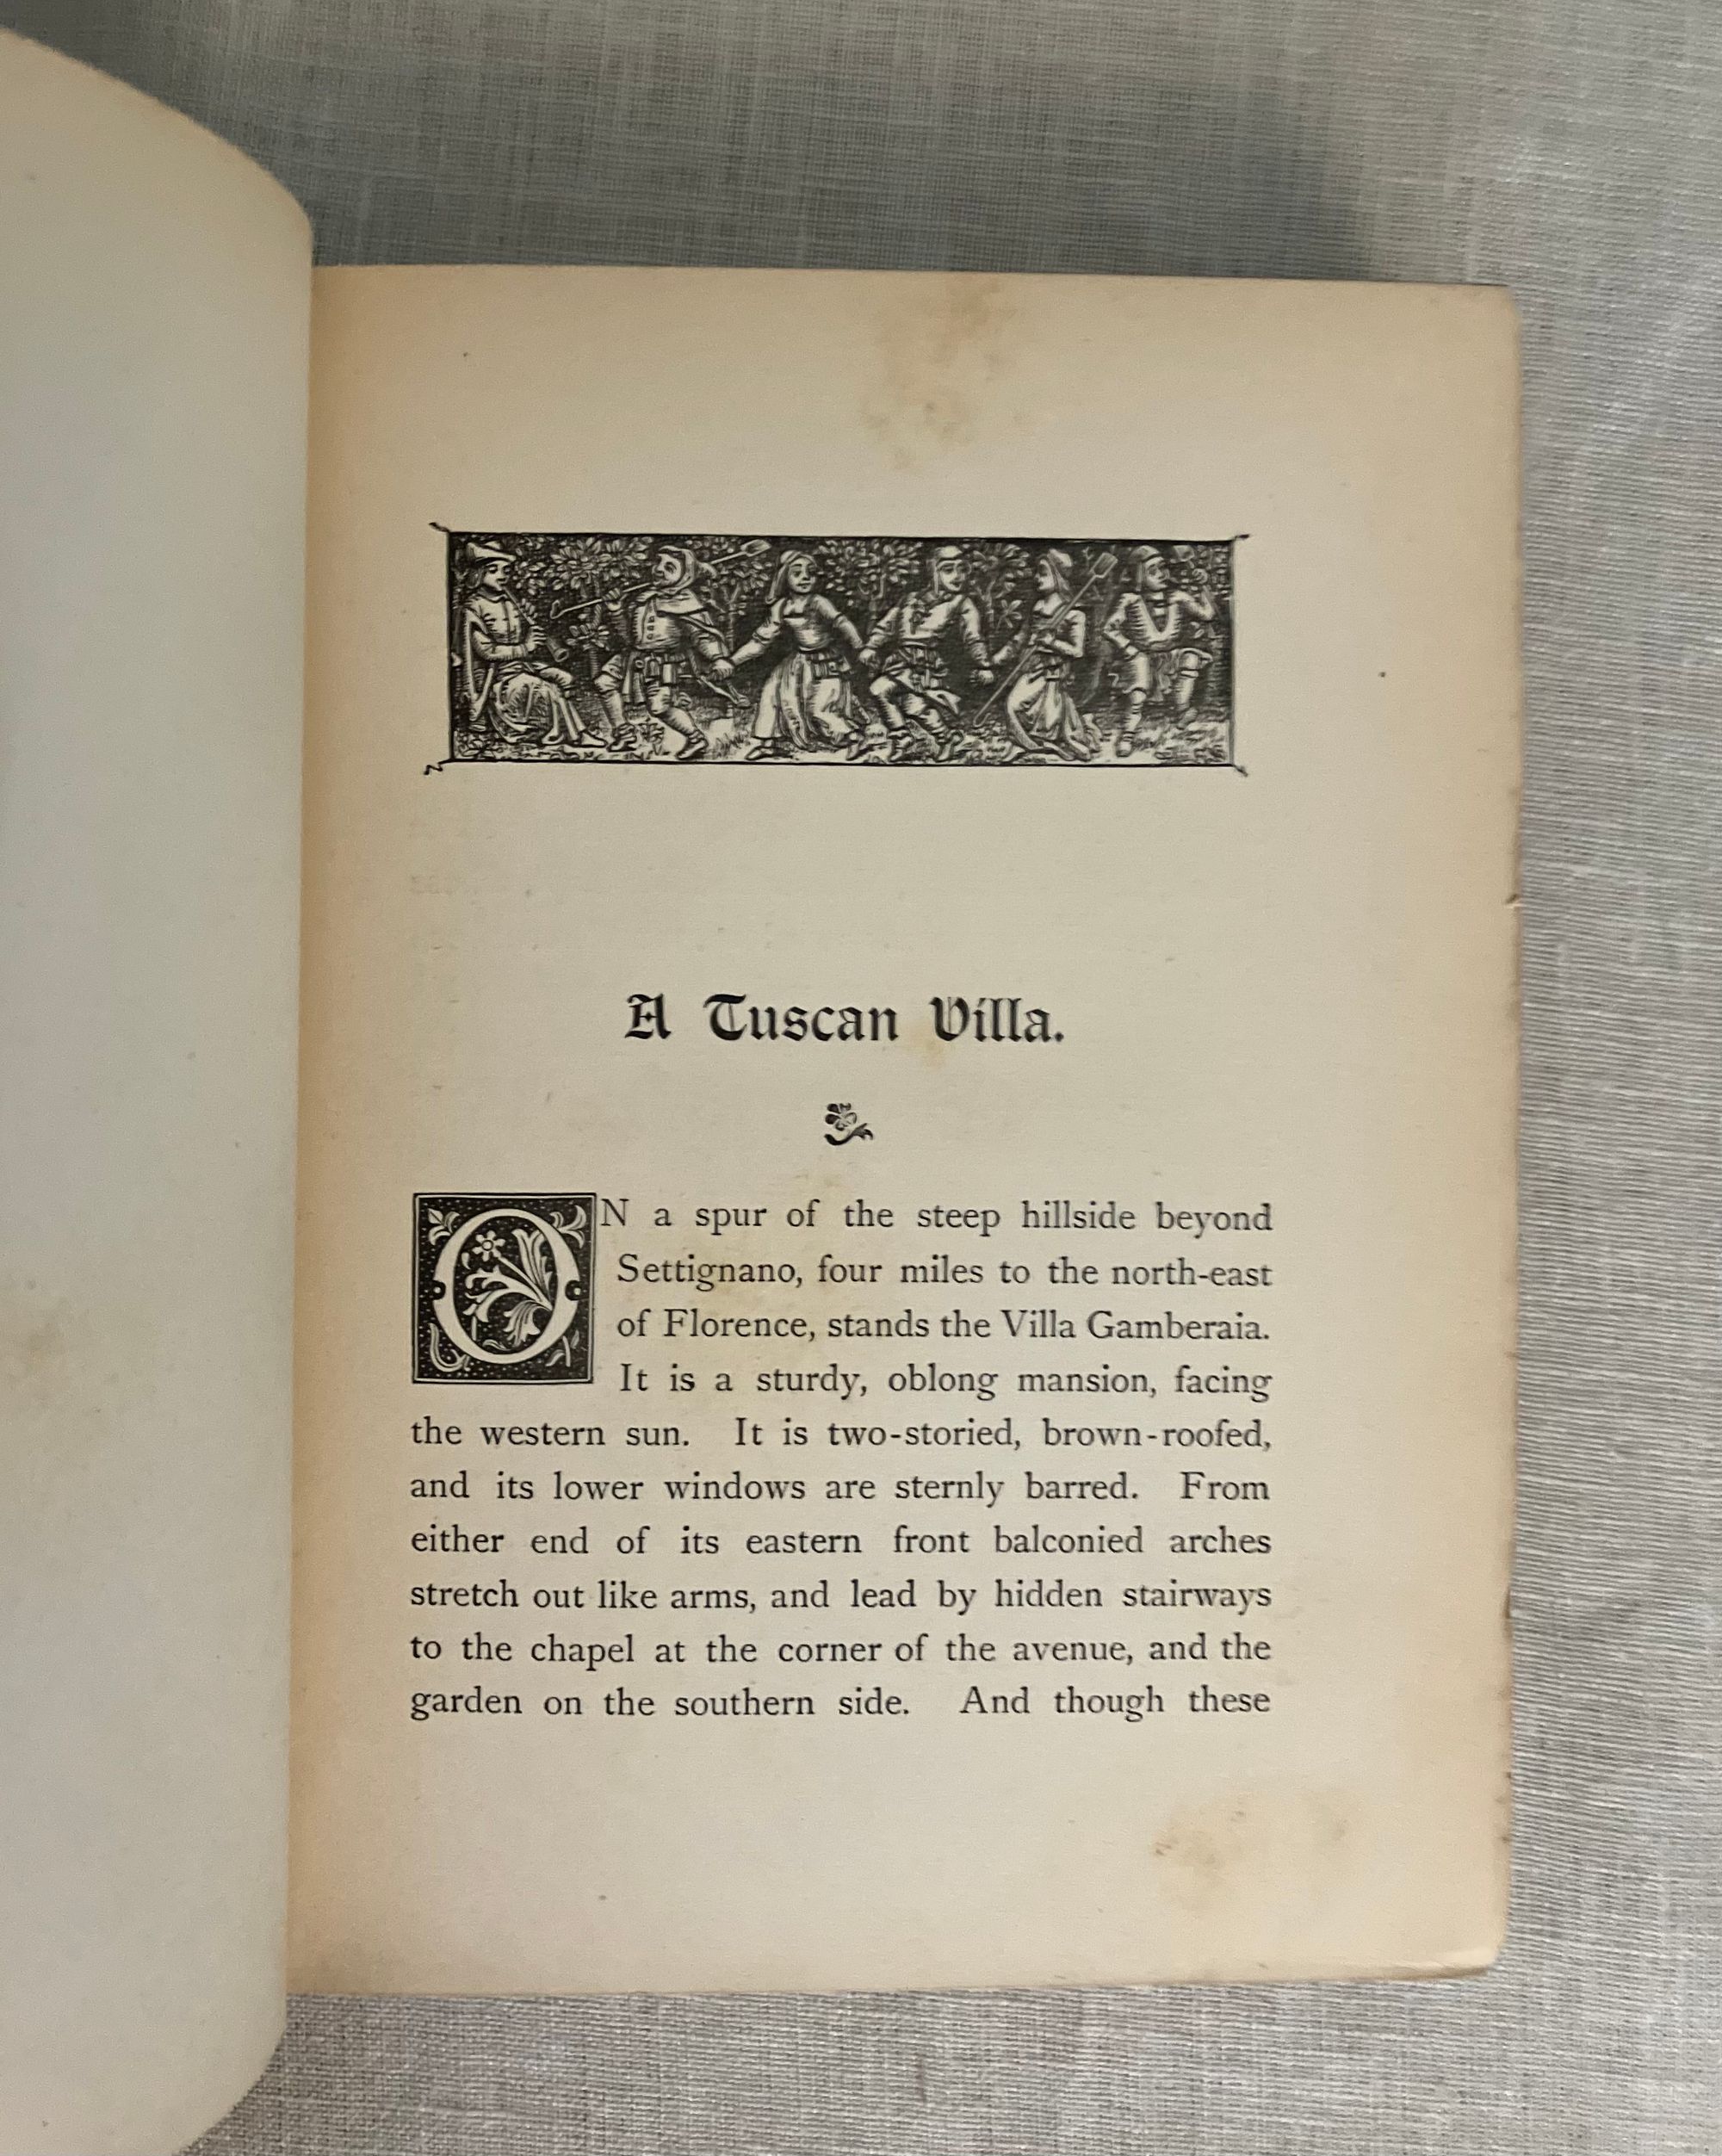 A Tuscan Villa.
ON a spur of the steep hillside beyond
Settignano, four miles to the north-east
of Florence, stands the Villa Gamberaia.
It is a sturdy, oblong mansion, facing
the western sun. It is two-storied, brown-roofed,
and its lower windows are sternly barred. From
either end of its eastern front balconied arches
stretch out like arms, and lead by hidden stairways
to the chapel at the corner of the avenue, and the
garden on the southern side. And though these